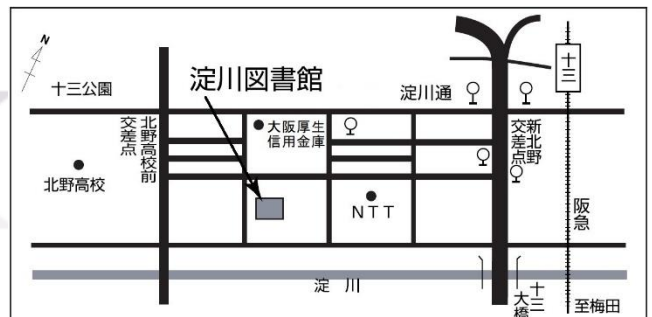 N
十三
十三公園
淀川図書館
淀川通
大阪厚生
信用金庫
北野高校前
交差点
新北野
交差点
北野高校
NTT
阪急
淀川
十三
大橋
至梅田